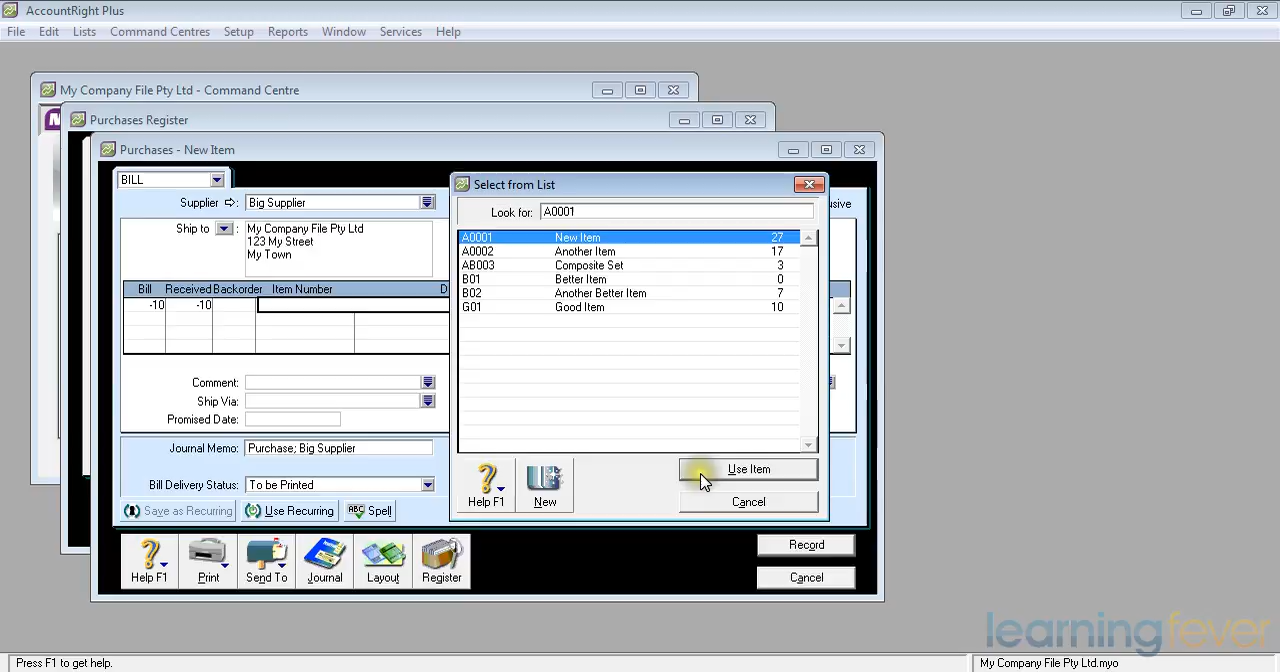 AccountRight Plus
File Edit Lists Command Centres Setup Reports Window Services Help
My Company File Pty Ltd - Command Centre
Purchases Register
Purchases - New Item
BILL
Supplier Big Supplier
Ship to : My Company File Pty Ltd
123 My Street
My Town
Bill Received Backorder Item Number D
-10 -10
Comment:
Ship Via:
Promised Date:
Journal Memo: Purchase; Big Supplier
Bill Delivery Status: To be Printed
Save as Recurring Use Recurring ABC Spell
Help F1 Print Send To Journal Layout Register
Record
Cancel
Select from List
Look for: A0001
A0001 New Item 27
A0002 Another Item 17
AB003 Composite Set 3
B01 Better Item 0
B02 Another Better Item 7
G01 Good Item 10
Help F1 New
Use Item
Cancel
usive
learningfever
Press F1 to get help. My Company File Pty Ltd.myo